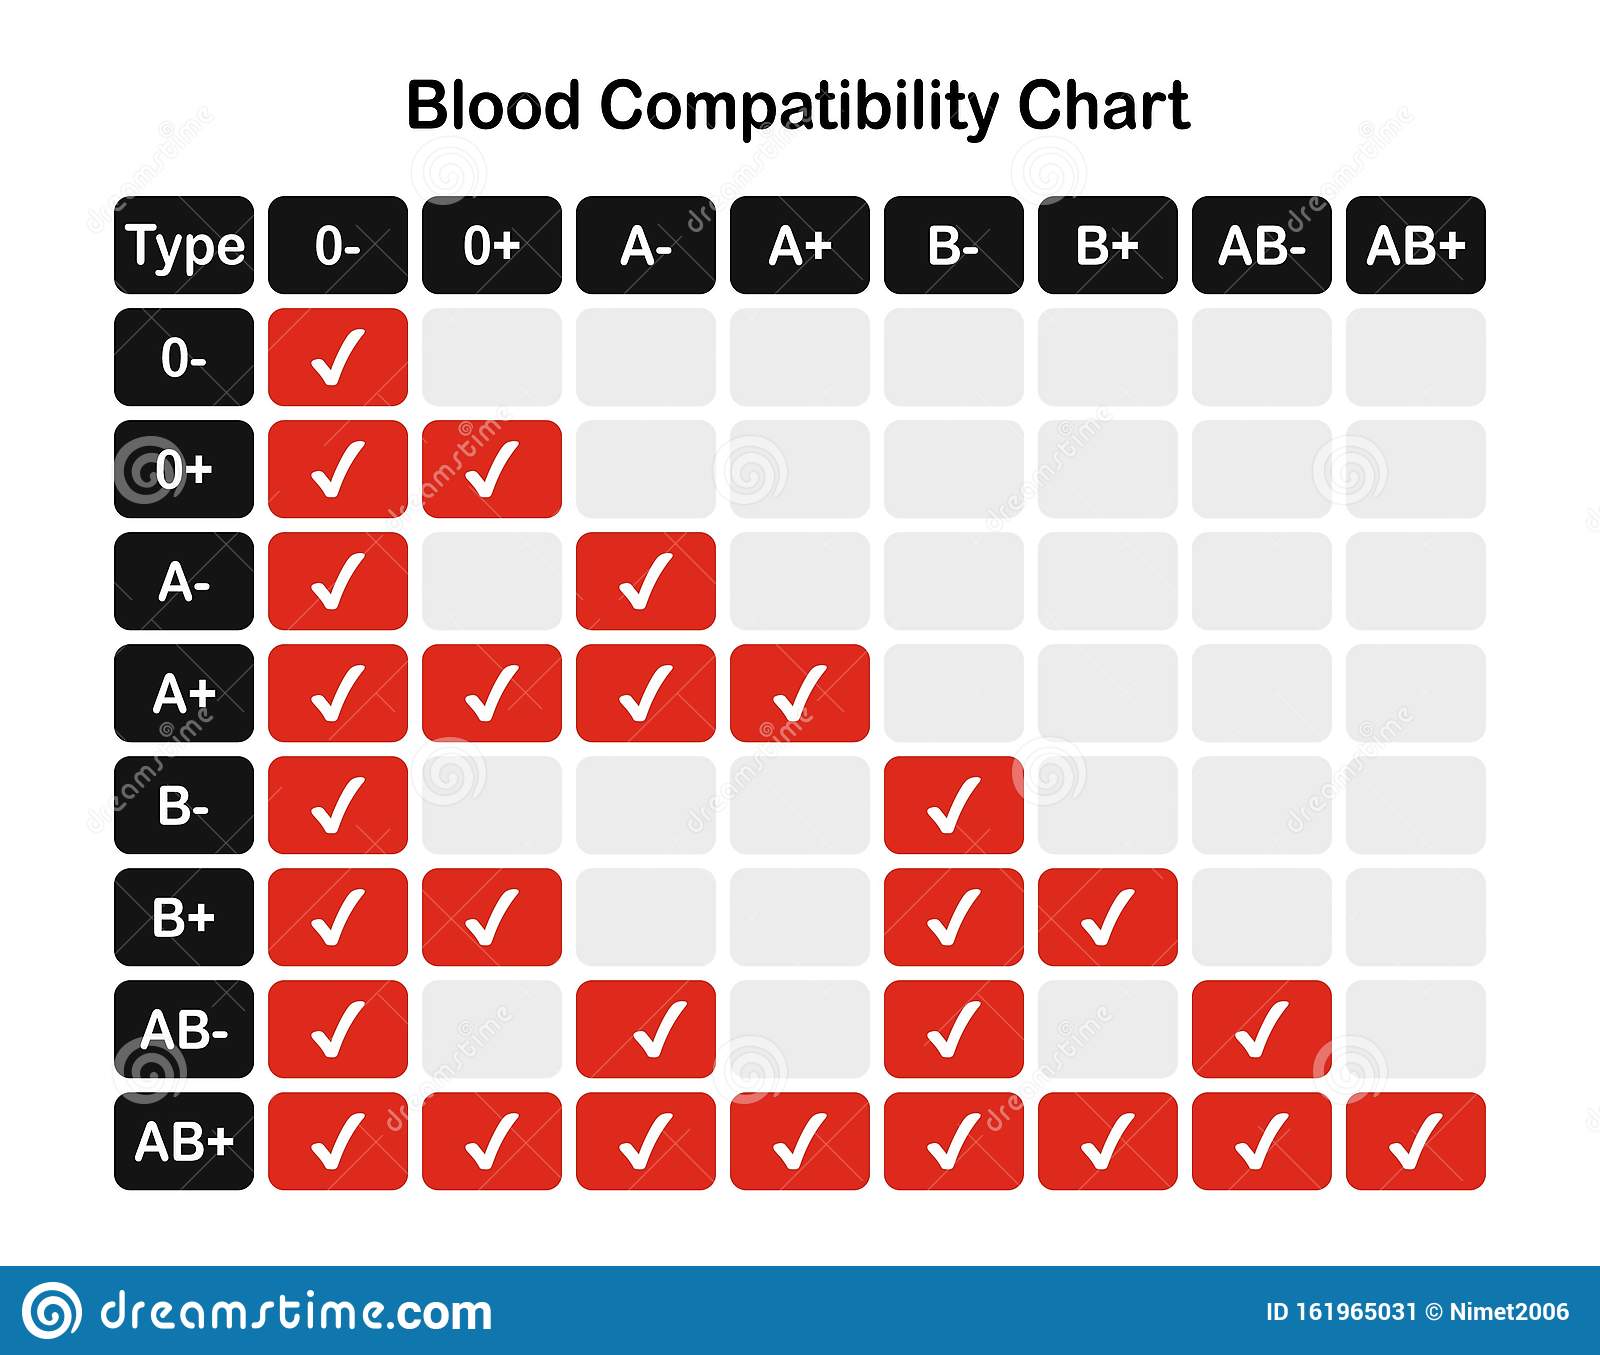 Blood Compatibility Chart
Type 0- 0+ A- A+ B- B+ AB- AB+
0- ✓
0+ ✓ ✓
A- ✓ ✓
A+ ✓ ✓ ✓ ✓
B- ✓ ✓
B+ ✓ ✓ ✓ ✓
AB- ✓ ✓ ✓ ✓
AB+ ✓ ✓ ✓ ✓ ✓ ✓ ✓ ✓
dreamstime.com
ID 161965031 © Nimet2006